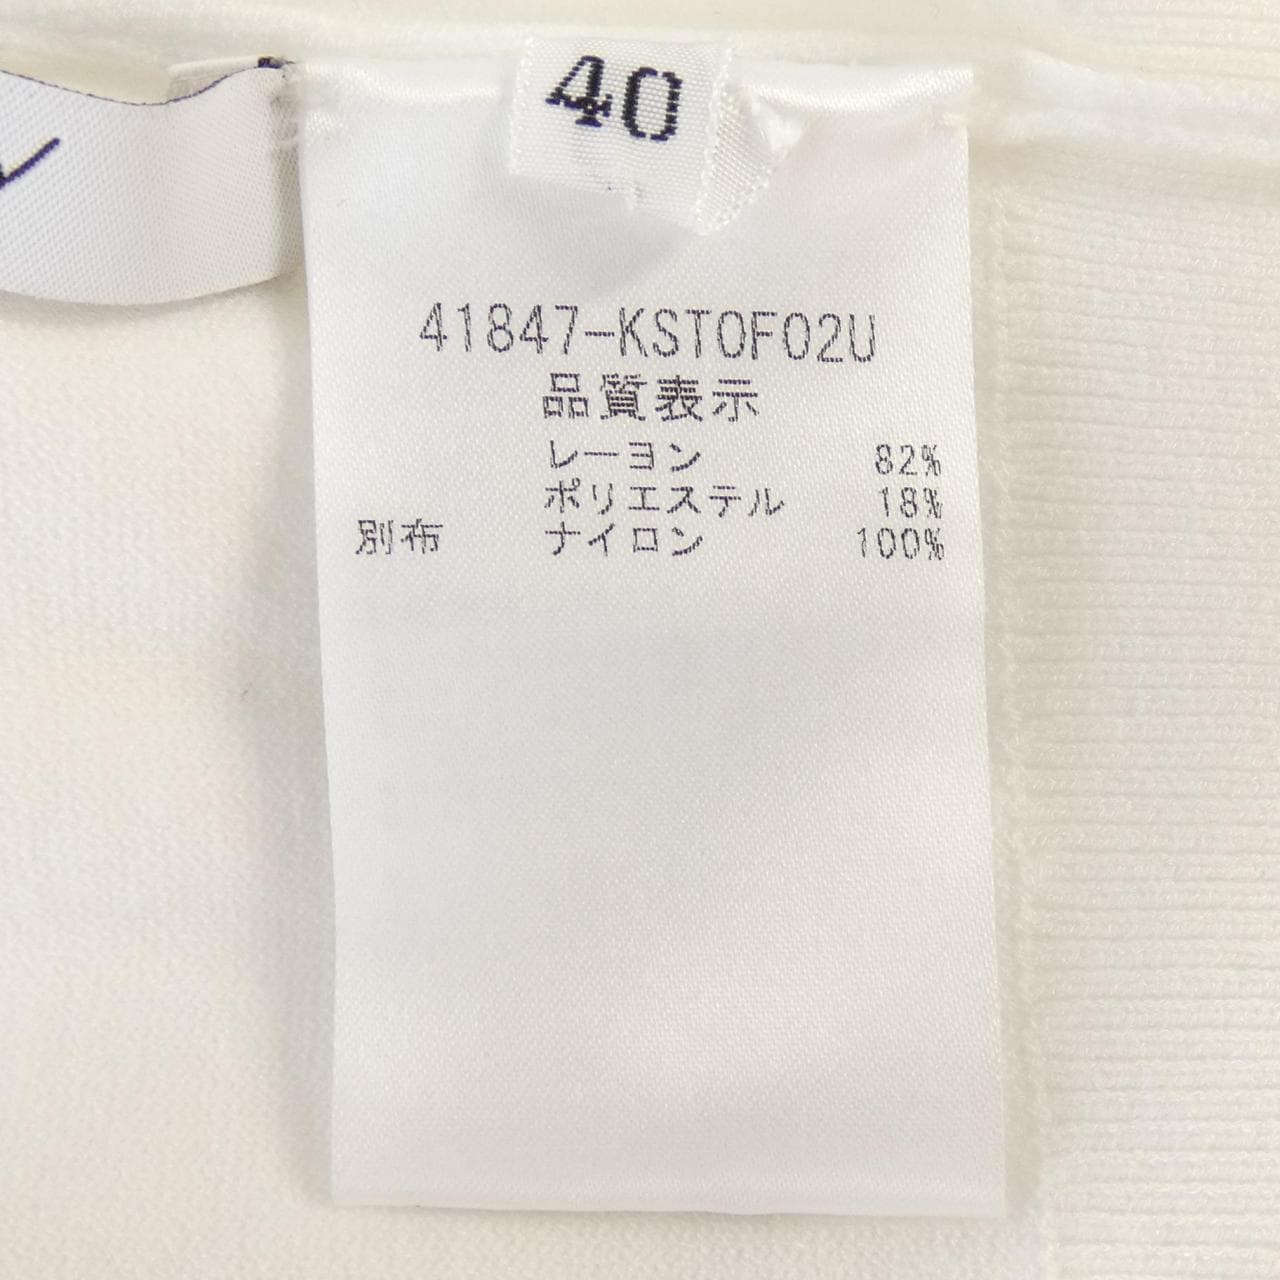 40
41847-KST0F02U
品質表示
レーヨン 82%
ポリエステル 18%
別布 ナイロン 100%